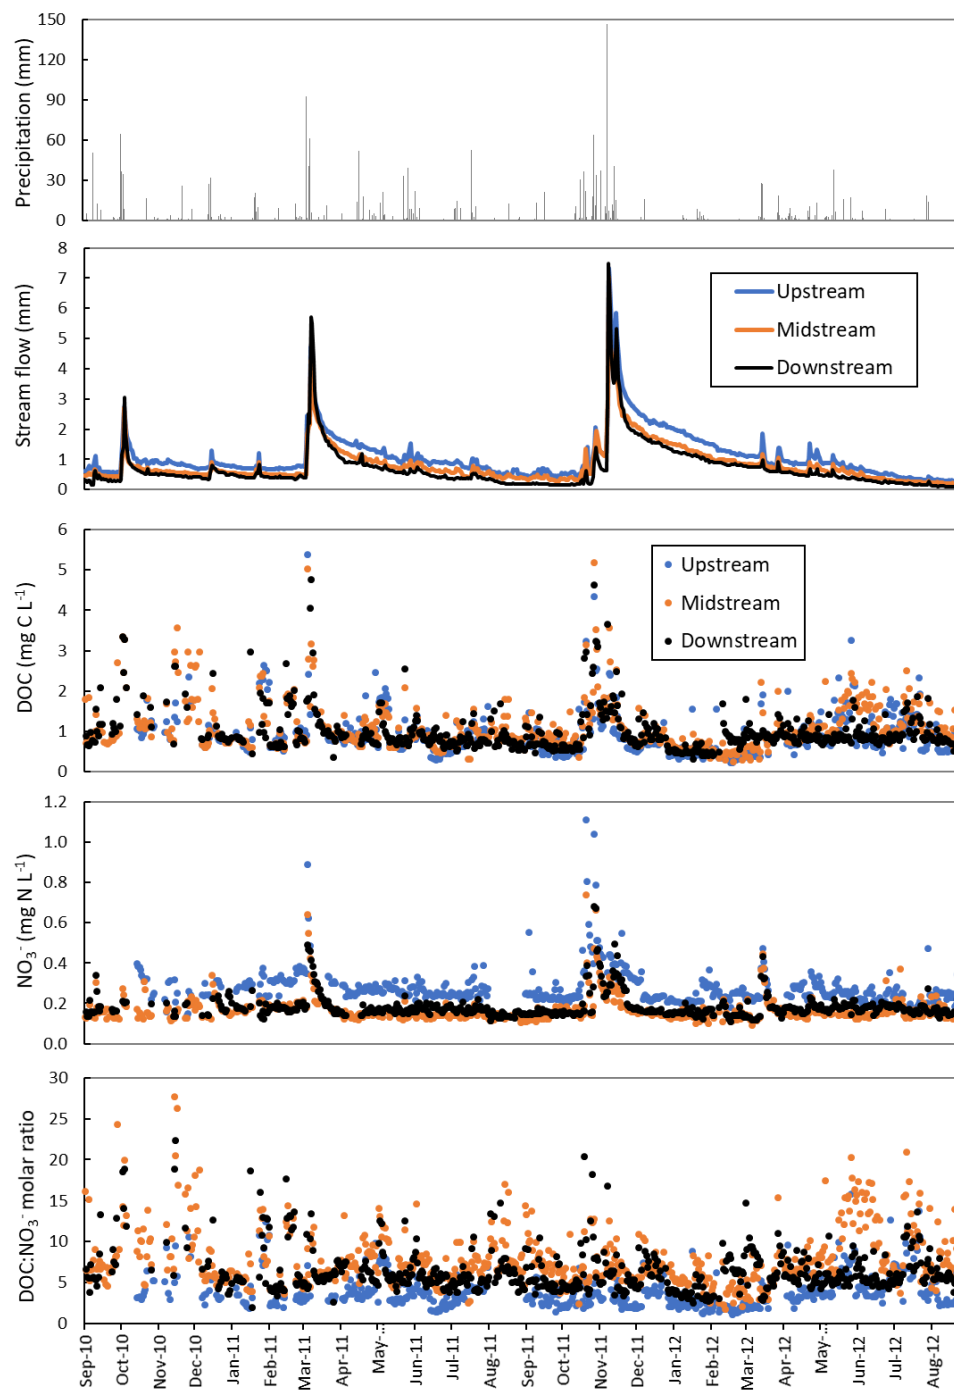 Precipitation (mm)
150
120
90
60
30
0
Stream flow (mm)
8
7
6
5
4
3
2
1
0
Upstream
Midstream
Downstream
DOC (mg C L-1)
6
5
4
3
2
1
0
Upstream
Midstream
Downstream
NO3- (mg N L-1)
1.2
1.0
0.8
0.6
0.4
0.2
0.0
DOC:NO3- molar ratio
30
25
20
15
10
5
0
Sep-10
Oct-10
Nov-10
Dec-10
Jan-11
Feb-11
Mar-11
Apr-11
May-...
Jun-11
Jul-11
Aug-11
Sep-11
Oct-11
Nov-11
Dec-11
Jan-12
Feb-12
Mar-12
Apr-12
May-...
Jun-12
Jul-12
Aug-12